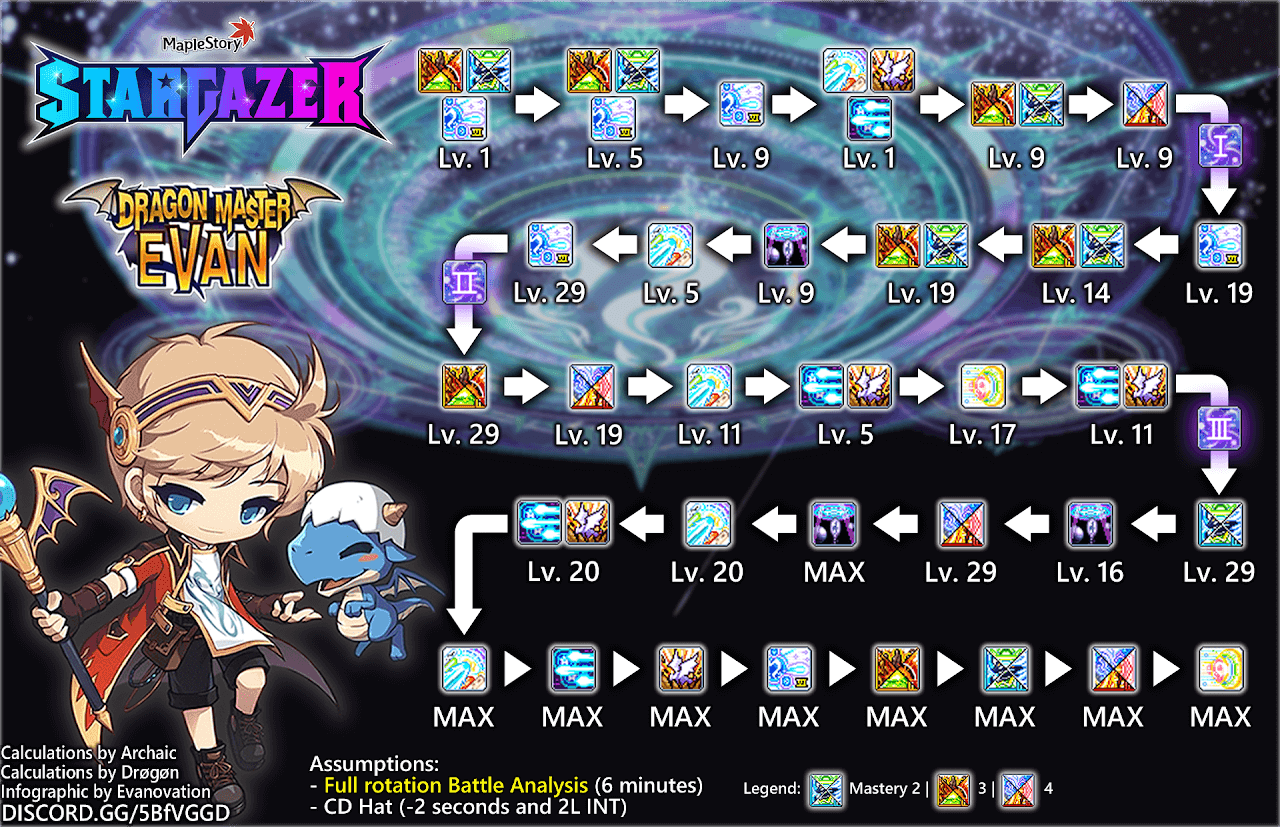 MapleStory
STARGAZER
DRAGON MASTER
EVAN
Lv. 1 Lv. 5 Lv. 9 Lv. 1 Lv. 9 Lv. 9
I
Lv. 29 Lv. 5 Lv. 9 Lv. 19 Lv. 14 Lv. 19
II
Lv. 29 Lv. 19 Lv. 11 Lv. 5 Lv. 17 Lv. 11
III
Lv. 20 Lv. 20 MAX Lv. 29 Lv. 16 Lv. 29
MAX MAX MAX MAX MAX MAX MAX MAX
Calculations by Archaic
Calculations by Drøgøn
Infographic by Evanovation
DISCORD.GG/5BfVGGD
Assumptions:
- Full rotation Battle Analysis (6 minutes)
- CD Hat (-2 seconds and 2L INT)
Legend: Mastery 2 | 3 | 4